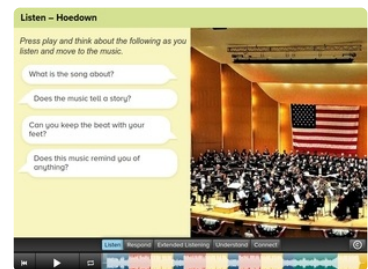 Listen – Hoedown
Press play and think about the following as you
listen and move to the music.
What is the song about?
Does the music tell a story?
Can you keep the beat with your
feet?
Does this music remind you of
anything?
Listen Respond Extended Listening Understand Connect